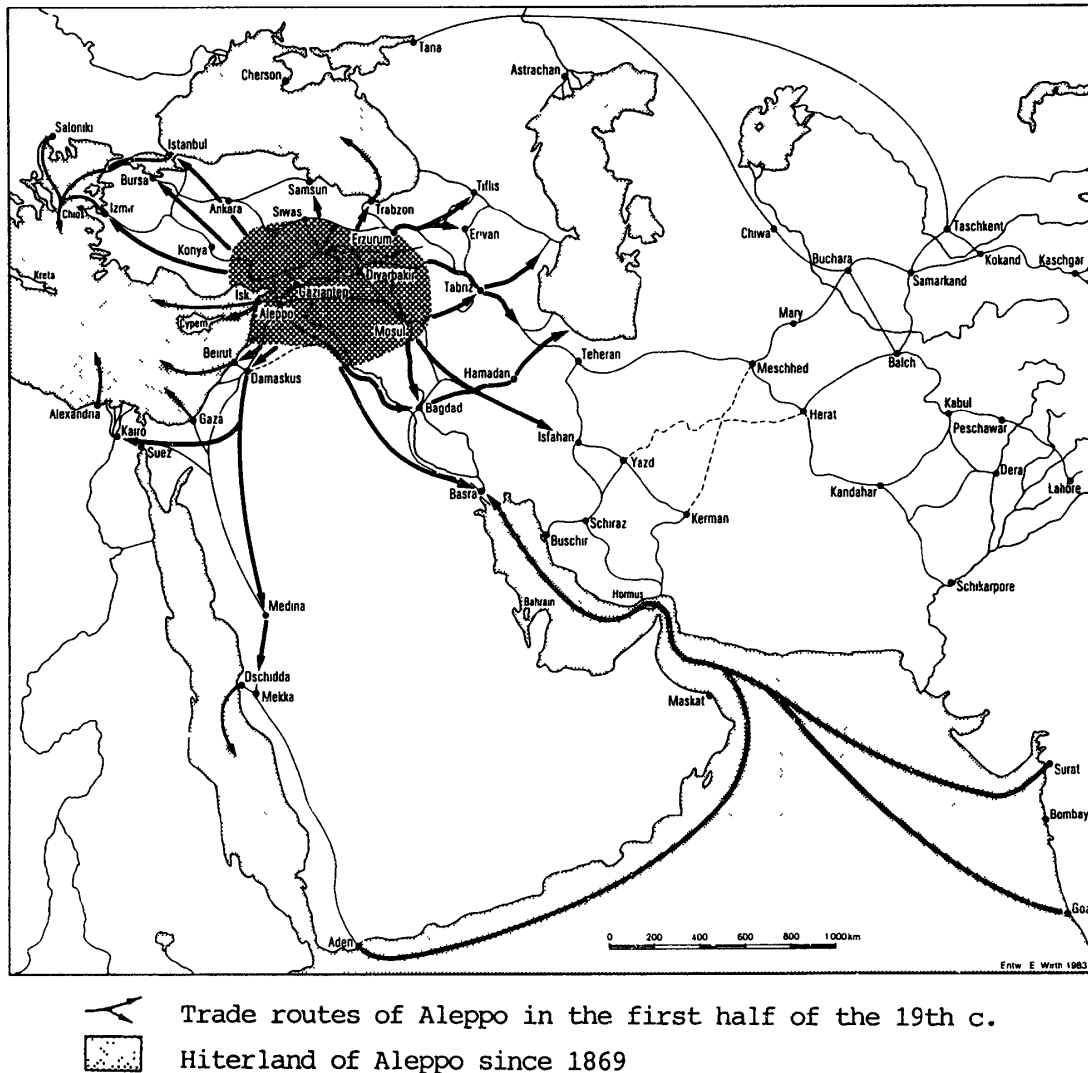 Tana
Cherson
Astrachan
Saloniki
Istanbul
Bursa
Samsun
Tiflis
Chios
Izmir
Ankara
Siwas
Trabzon
Taschkent
Erzurum
Chiwa
Konya
Buchara
Kokand
Kaschgar
Diyarbakir
Samarkand
Kreta
Isk.
Gaziantep
Tabriz
Aleppo
Mary
Mosul
Beirut
Teheran
Balch
Damaskus
Hamadan
Meschhed
Alexandria
Gaza
Bagdad
Herat
Kabul
Kairo
Isfahan
Peschawar
Suez
Yazd
Dera
Basra
Kandahar
Lahore
Schiraz
Kerman
Buschir
Schikarpore
Hormus
Medina
Bahrain
Dschidda
Mekka
Maskat
Surat
Bombay
Goa
Aden
0 200 400 600 800 1000km
Entw E Wirth 1983
Trade routes of Aleppo in the first half of the 19th c.
Hiterland of Aleppo since 1869